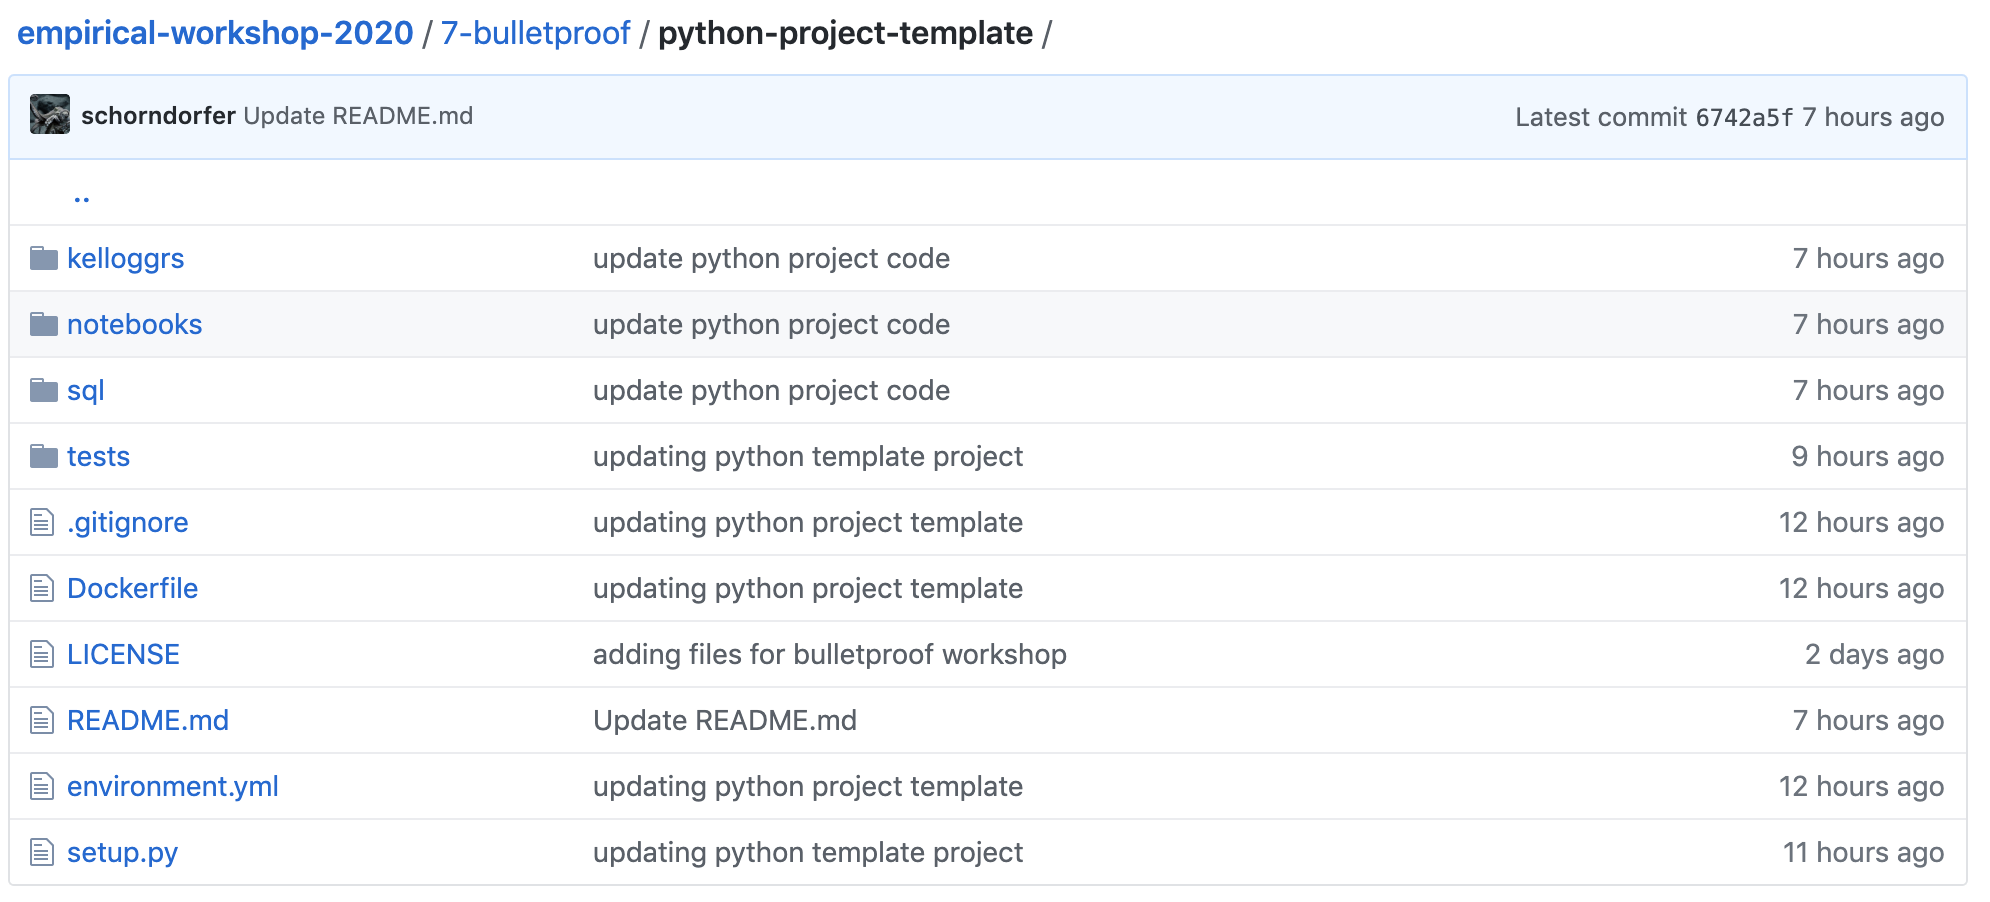 empirical-workshop-2020 / 7-bulletproof / python-project-template /
schorndorfer Update README.md Latest commit 6742a5f 7 hours ago
..
kelloggrs update python project code 7 hours ago
notebooks update python project code 7 hours ago
sql update python project code 7 hours ago
tests updating python template project 9 hours ago
.gitignore updating python project template 12 hours ago
Dockerfile updating python project template 12 hours ago
LICENSE adding files for bulletproof workshop 2 days ago
README.md Update README.md 7 hours ago
environment.yml updating python project template 12 hours ago
setup.py updating python template project 11 hours ago